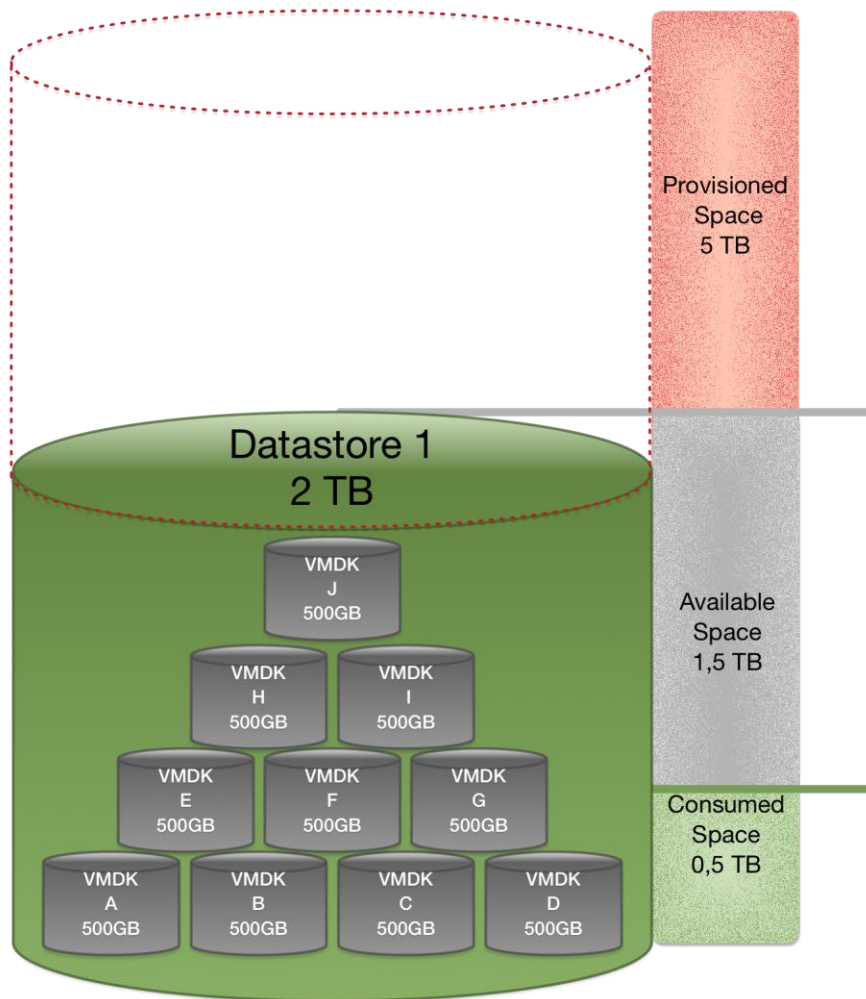 Provisioned
Space
5 TB
Datastore 1
2 TB
VMDK
J
500GB
Available
Space
1,5 TB
VMDK
H
500GB
VMDK
I
500GB
VMDK
E
500GB
VMDK
F
500GB
VMDK
G
500GB
Consumed
Space
0,5 TB
VMDK
A
500GB
VMDK
B
500GB
VMDK
C
500GB
VMDK
D
500GB